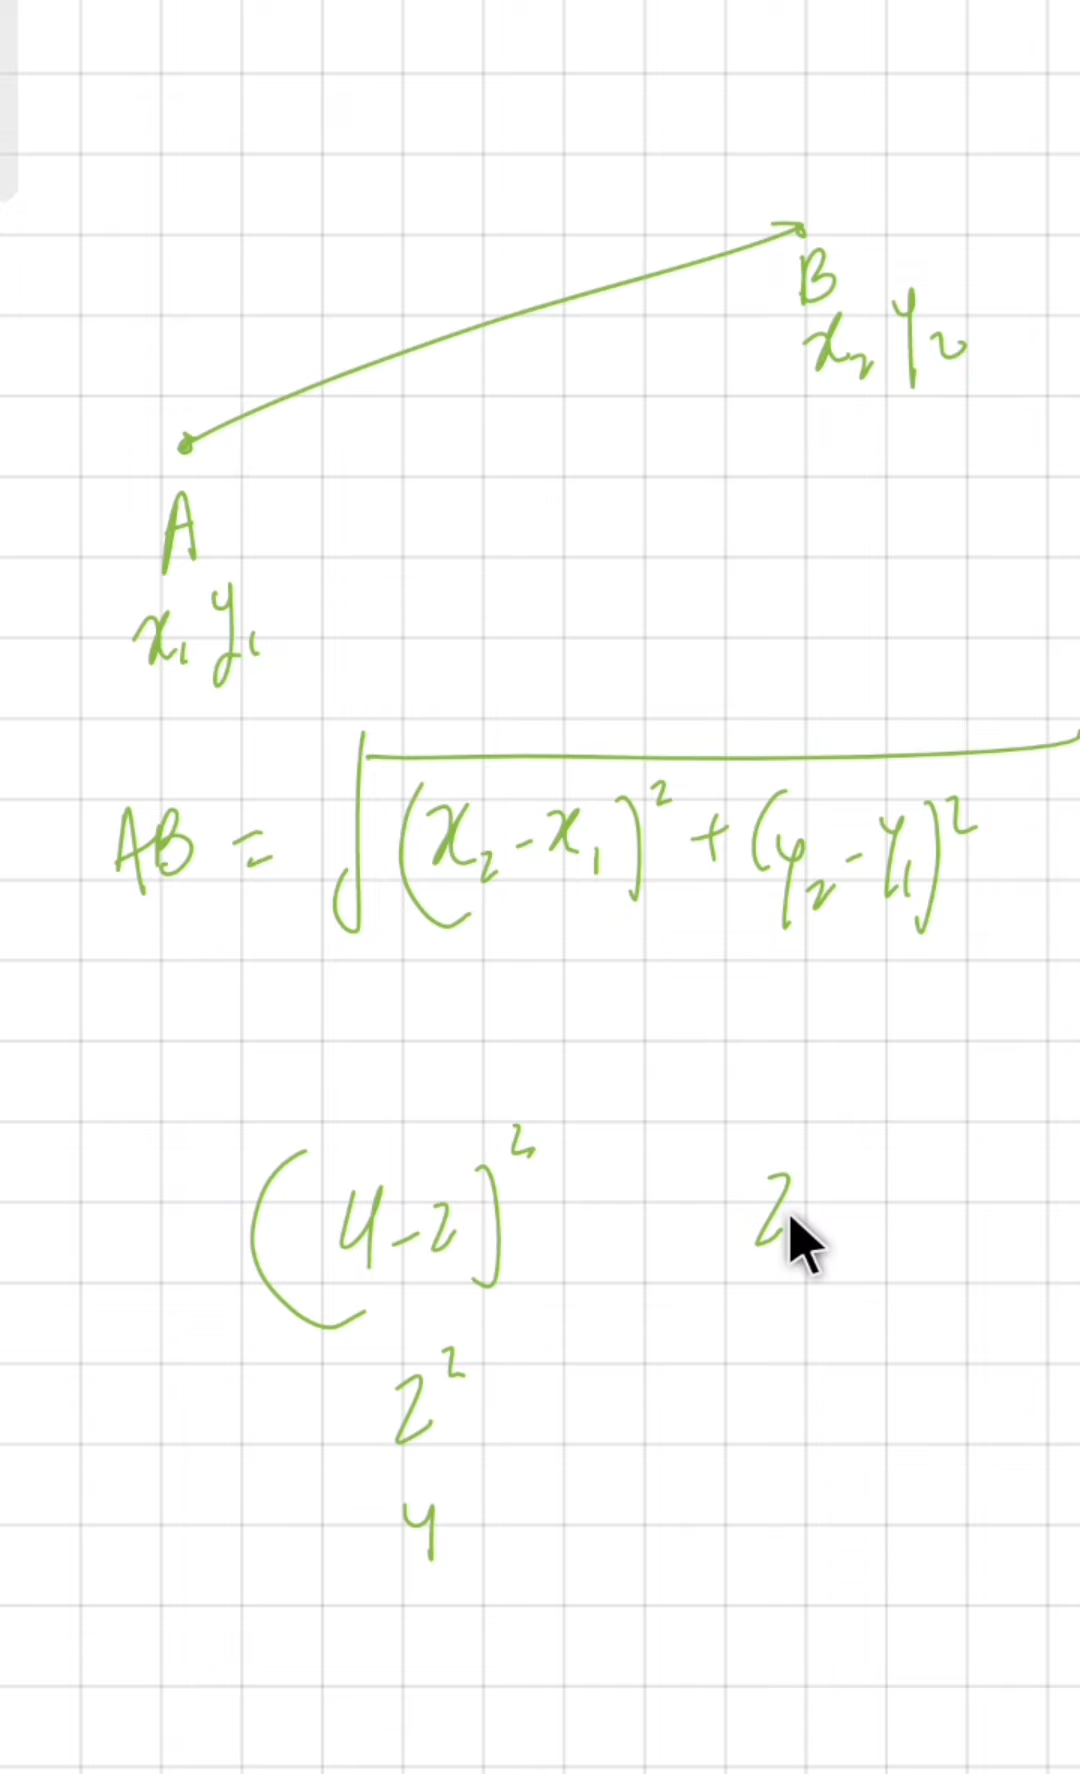 B
x₂ y₂
A
x₁ y₁
AB = √(x₂-x₁)² + (y₂-y₁)²
(4-2)² 2
2²
4